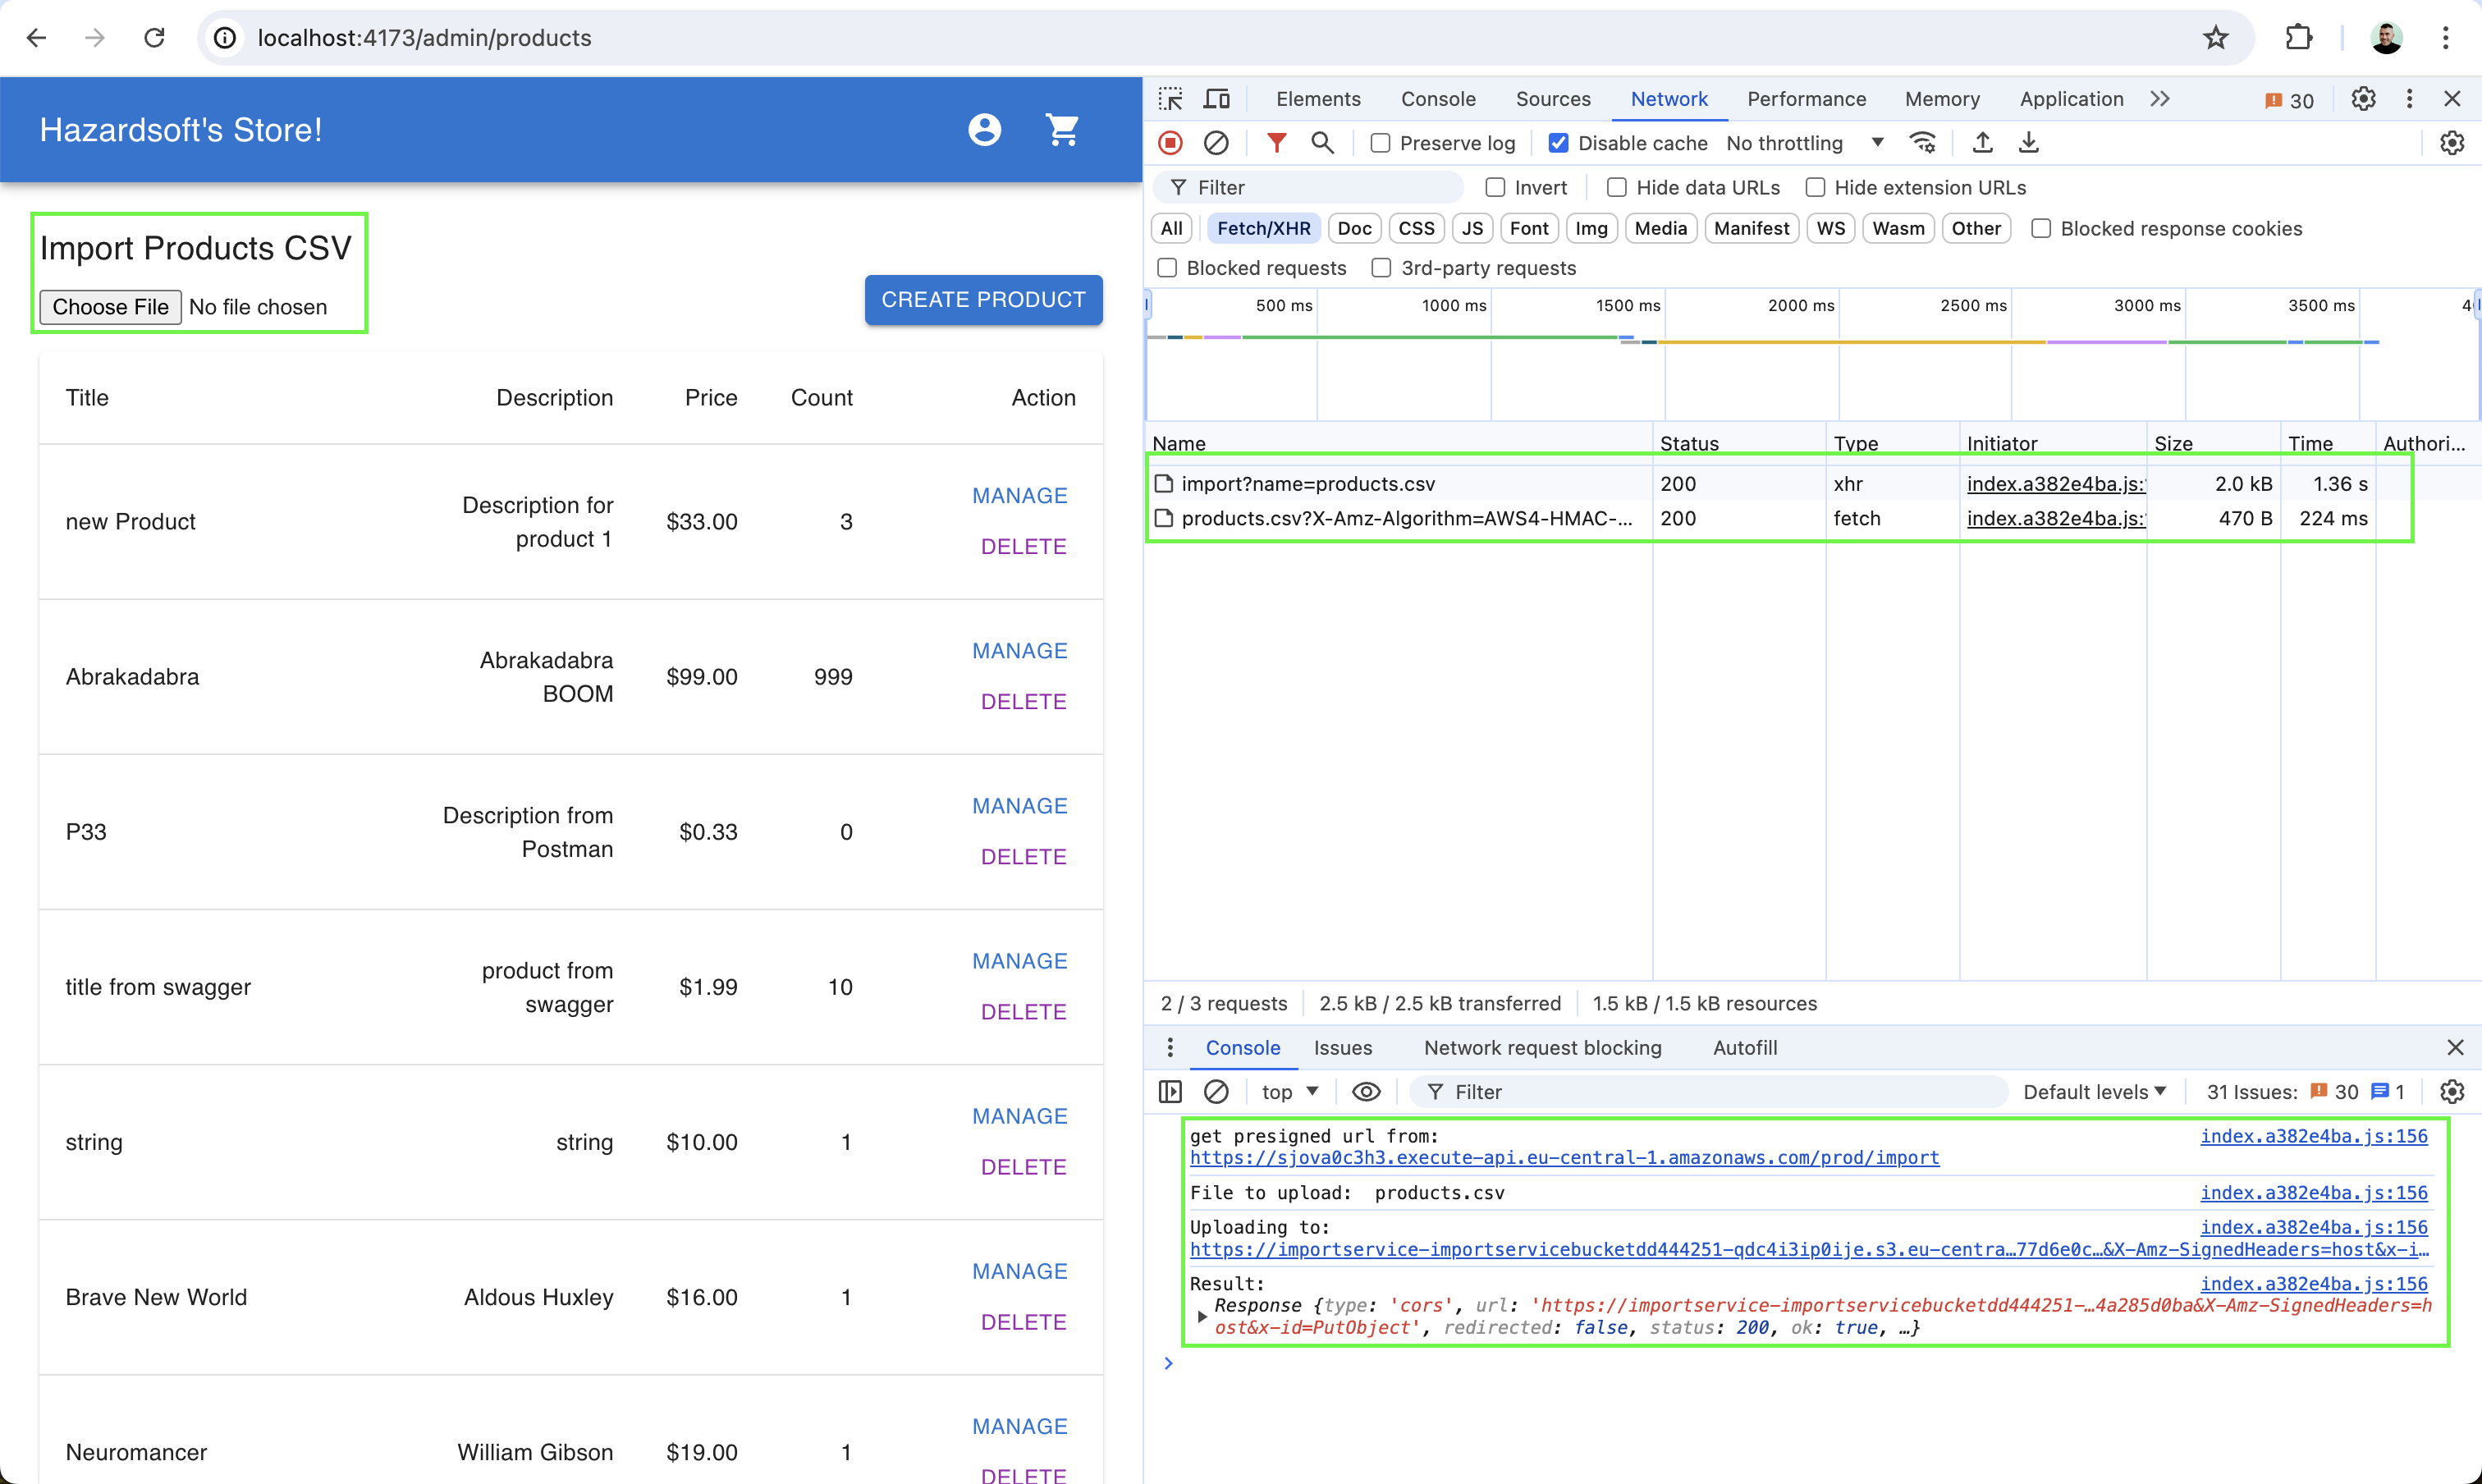 localhost:4173/admin/products
Hazardsoft's Store!
Import Products CSV
Choose File No file chosen
CREATE PRODUCT
Title Description Price Count Action
new Product Description for product 1 $33.00 3 MANAGE DELETE
Abrakadabra Abrakadabra BOOM $99.00 999 MANAGE DELETE
P33 Description from Postman $0.33 0 MANAGE DELETE
title from swagger product from swagger $1.99 10 MANAGE DELETE
string string $10.00 1 MANAGE DELETE
Brave New World Aldous Huxley $16.00 1 MANAGE DELETE
Neuromancer William Gibson $19.00 1 MANAGE DELETE
Elements Console Sources Network Performance Memory Application 30
Preserve log Disable cache No throttling
Filter Invert Hide data URLs Hide extension URLs
All Fetch/XHR Doc CSS JS Font Img Media Manifest WS Wasm Other Blocked response cookies
Blocked requests 3rd-party requests
500 ms 1000 ms 1500 ms 2000 ms 2500 ms 3000 ms 3500 ms
Name Status Type Initiator Size Time Authori...
import?name=products.csv 200 xhr index.a382e4ba.js: 2.0 kB 1.36 s
products.csv?X-Amz-Algorithm=AWS4-HMAC-... 200 fetch index.a382e4ba.js: 470 B 224 ms
2 / 3 requests 2.5 kB / 2.5 kB transferred 1.5 kB / 1.5 kB resources
Console Issues Network request blocking Autofill
top Filter Default levels 31 Issues: 30 1
get presigned url from: index.a382e4ba.js:156
https://sjova0c3h3.execute-api.eu-central-1.amazonaws.com/prod/import
File to upload: products.csv index.a382e4ba.js:156
Uploading to: index.a382e4ba.js:156
https://importservice-importservicebucketdd444251-qdc4i3ip0ije.s3.eu-centra…77d6e0c…&X-Amz-SignedHeaders=host&x-i…
Result: index.a382e4ba.js:156
Response {type: 'cors', url: 'https://importservice-importservicebucketdd444251-…4a285d0ba&X-Amz-SignedHeaders=h
ost&x-id=PutObject', redirected: false, status: 200, ok: true, …}